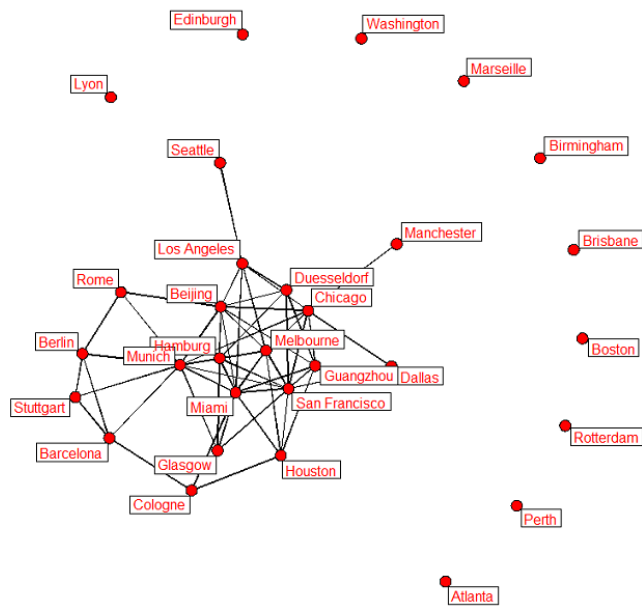 Edinburgh
Washington
Marseille
Lyon
Seattle
Birmingham
Manchester
Los Angeles
Brisbane
Duesseldorf
Rome
Beijing
Chicago
Berlin
Hamburg
Melbourne
Boston
Munich
Guangzhou
Dallas
Stuttgart
Miami
San Francisco
Rotterdam
Barcelona
Glasgow
Houston
Cologne
Perth
Atlanta